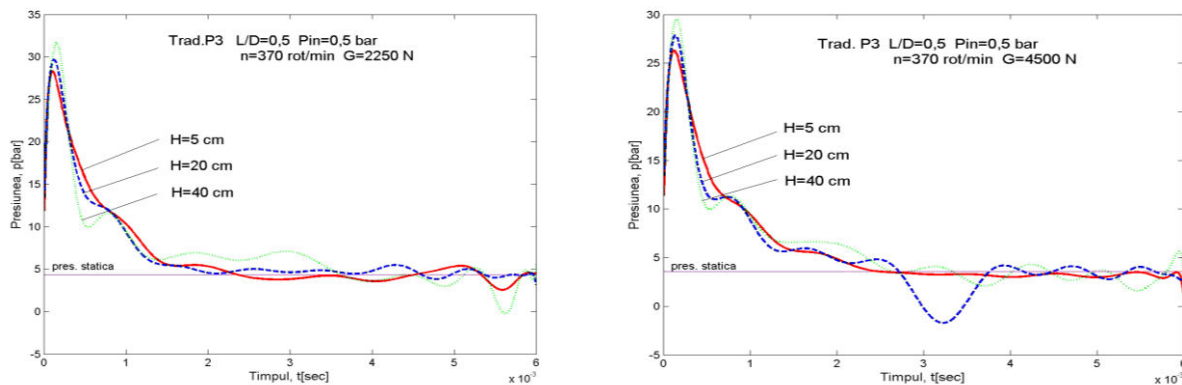 35
30
25
20
15
10
5
0
-5
Presiunea, p[bar]
Trad.P3 L/D=0,5 Pin=0,5 bar
n=370 rot/min G=2250 N
H=5 cm
H=20 cm
H=40 cm
pres. statica
0 1 2 3 4 5 6
Timpul, t[sec]
x 10⁻³
30
25
20
15
10
5
0
-5
Presiunea, p[bar]
Trad. P3 L/D=0,5 Pin=0,5 bar
n=370 rot/min G=4500 N
H=5 cm
H=20 cm
H=40 cm
pres. statica
0 1 2 3 4 5 6
Timpul, t[sec]
x 10⁻³